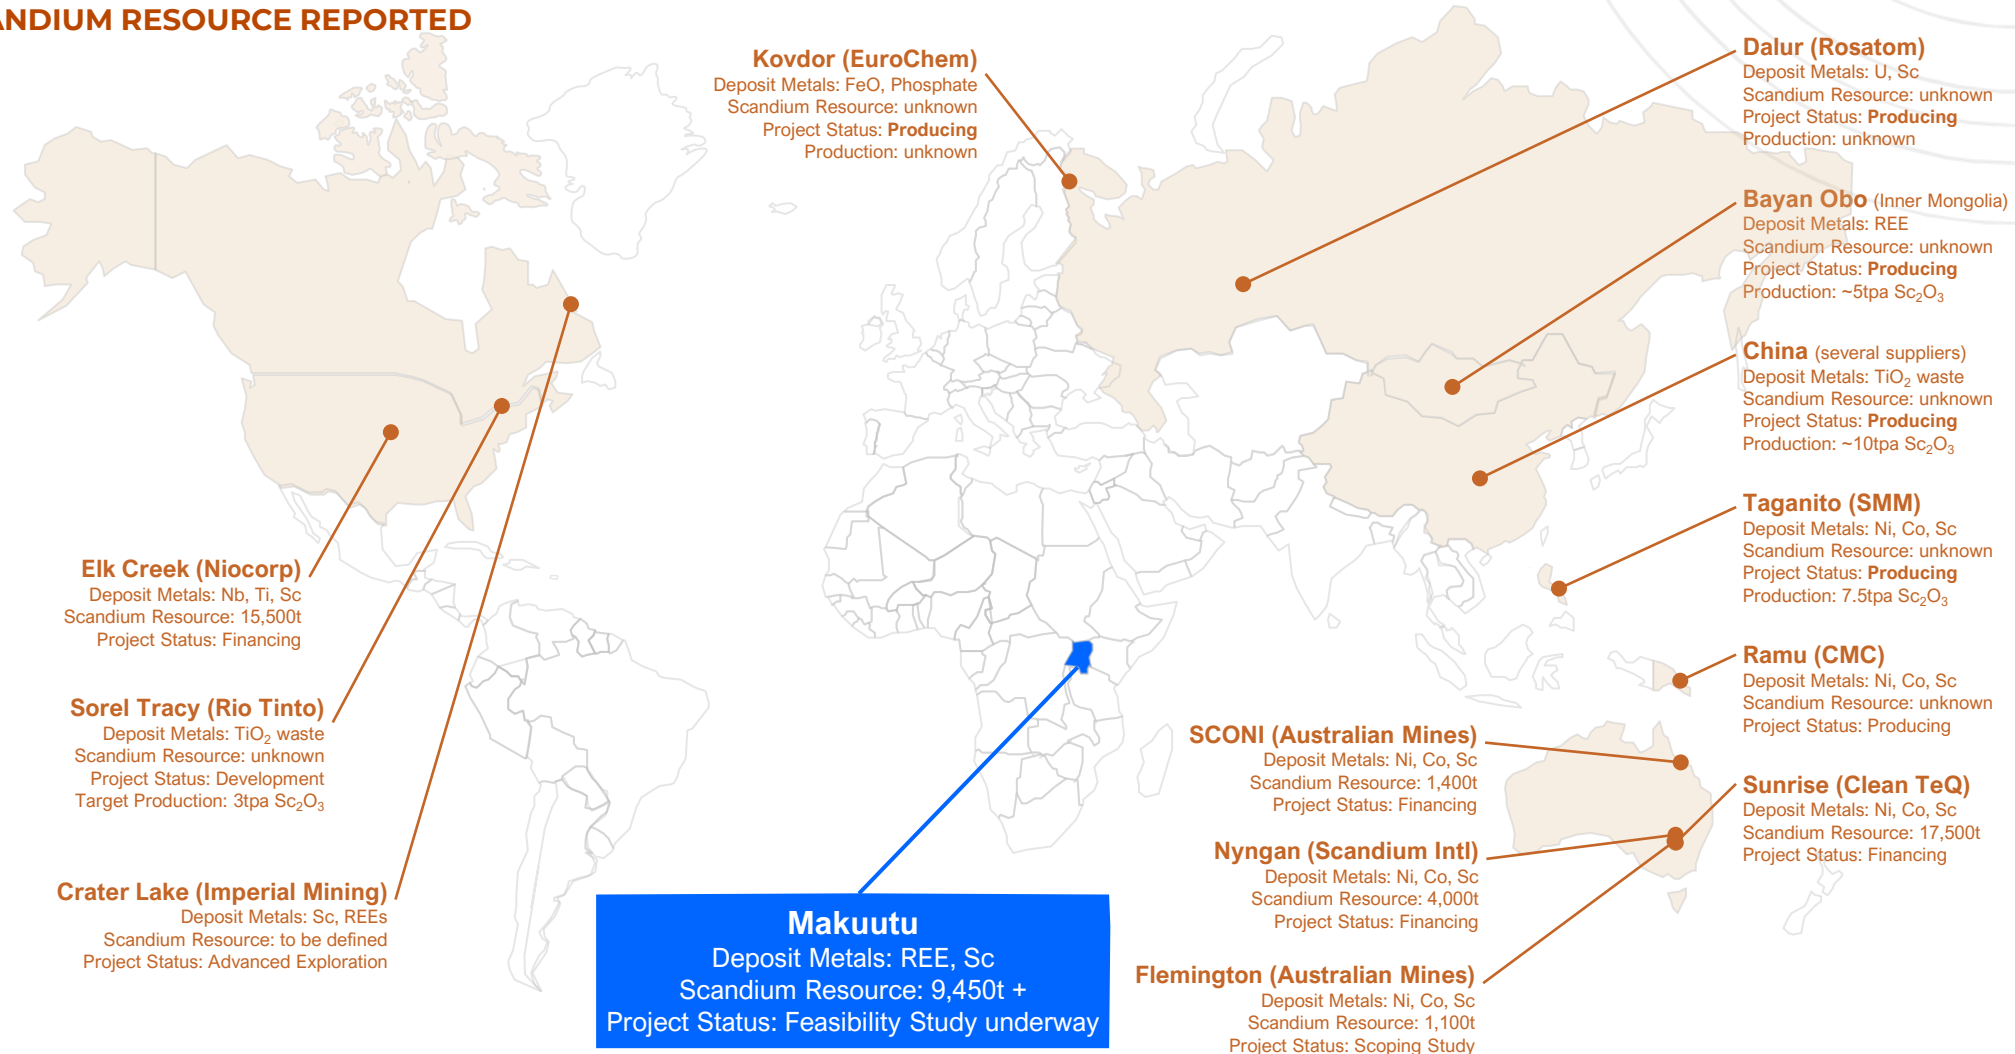 ANDIUM RESOURCE REPORTED
Kovdor (EuroChem)
Deposit Metals: FeO, Phosphate
Scandium Resource: unknown
Project Status: Producing
Production: unknown
Dalur (Rosatom)
Deposit Metals: U, Sc
Scandium Resource: unknown
Project Status: Producing
Production: unknown
Bayan Obo (Inner Mongolia)
Deposit Metals: REE
Scandium Resource: unknown
Project Status: Producing
Production: ~5tpa Sc₂O₃
China (several suppliers)
Deposit Metals: TiO₂ waste
Scandium Resource: unknown
Project Status: Producing
Production: ~10tpa Sc₂O₃
Taganito (SMM)
Deposit Metals: Ni, Co, Sc
Scandium Resource: unknown
Project Status: Producing
Production: 7.5tpa Sc₂O₃
Ramu (CMC)
Deposit Metals: Ni, Co, Sc
Scandium Resource: unknown
Project Status: Producing
Sunrise (Clean TeQ)
Deposit Metals: Ni, Co, Sc
Scandium Resource: 17,500t
Project Status: Financing
Elk Creek (Niocorp)
Deposit Metals: Nb, Ti, Sc
Scandium Resource: 15,500t
Project Status: Financing
Sorel Tracy (Rio Tinto)
Deposit Metals: TiO₂ waste
Scandium Resource: unknown
Project Status: Development
Target Production: 3tpa Sc₂O₃
Crater Lake (Imperial Mining)
Deposit Metals: Sc, REEs
Scandium Resource: to be defined
Project Status: Advanced Exploration
Makuutu
Deposit Metals: REE, Sc
Scandium Resource: 9,450t +
Project Status: Feasibility Study underway
SCONI (Australian Mines)
Deposit Metals: Ni, Co, Sc
Scandium Resource: 1,400t
Project Status: Financing
Nyngan (Scandium Intl)
Deposit Metals: Ni, Co, Sc
Scandium Resource: 4,000t
Project Status: Financing
Flemington (Australian Mines)
Deposit Metals: Ni, Co, Sc
Scandium Resource: 1,100t
Project Status: Scoping Study